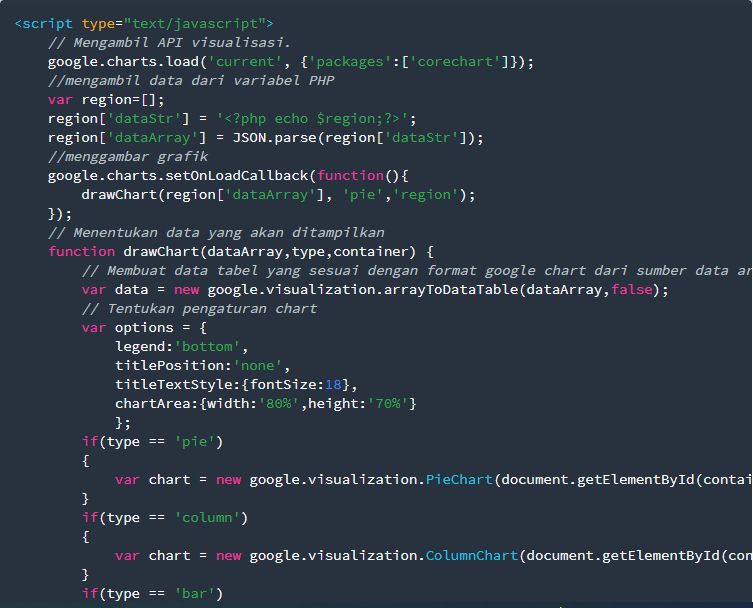 <script type="text/javascript">
// Mengambil API visualisasi.
google.charts.load('current', {'packages':['corechart']});
//mengambil data dari variabel PHP
var region=[];
region['dataStr'] = '<?php echo $region;?>';
region['dataArray'] = JSON.parse(region['dataStr']);
//menggambar grafik
google.charts.setOnLoadCallback(function(){
drawChart(region['dataArray'], 'pie','region');
});
// Menentukan data yang akan ditampilkan
function drawChart(dataArray,type,container) {
// Membuat data tabel yang sesuai dengan format google chart dari sumber data ar
var data = new google.visualization.arrayToDataTable(dataArray,false);
// Tentukan pengaturan chart
var options = {
legend:'bottom',
titlePosition:'none',
titleTextStyle:{fontSize:18},
chartArea:{width:'80%',height:'70%'}
};
if(type == 'pie')
{
var chart = new google.visualization.PieChart(document.getElementById(contai
}
if(type == 'column')
{
var chart = new google.visualization.ColumnChart(document.getElementById(con
}
if(type == 'bar')